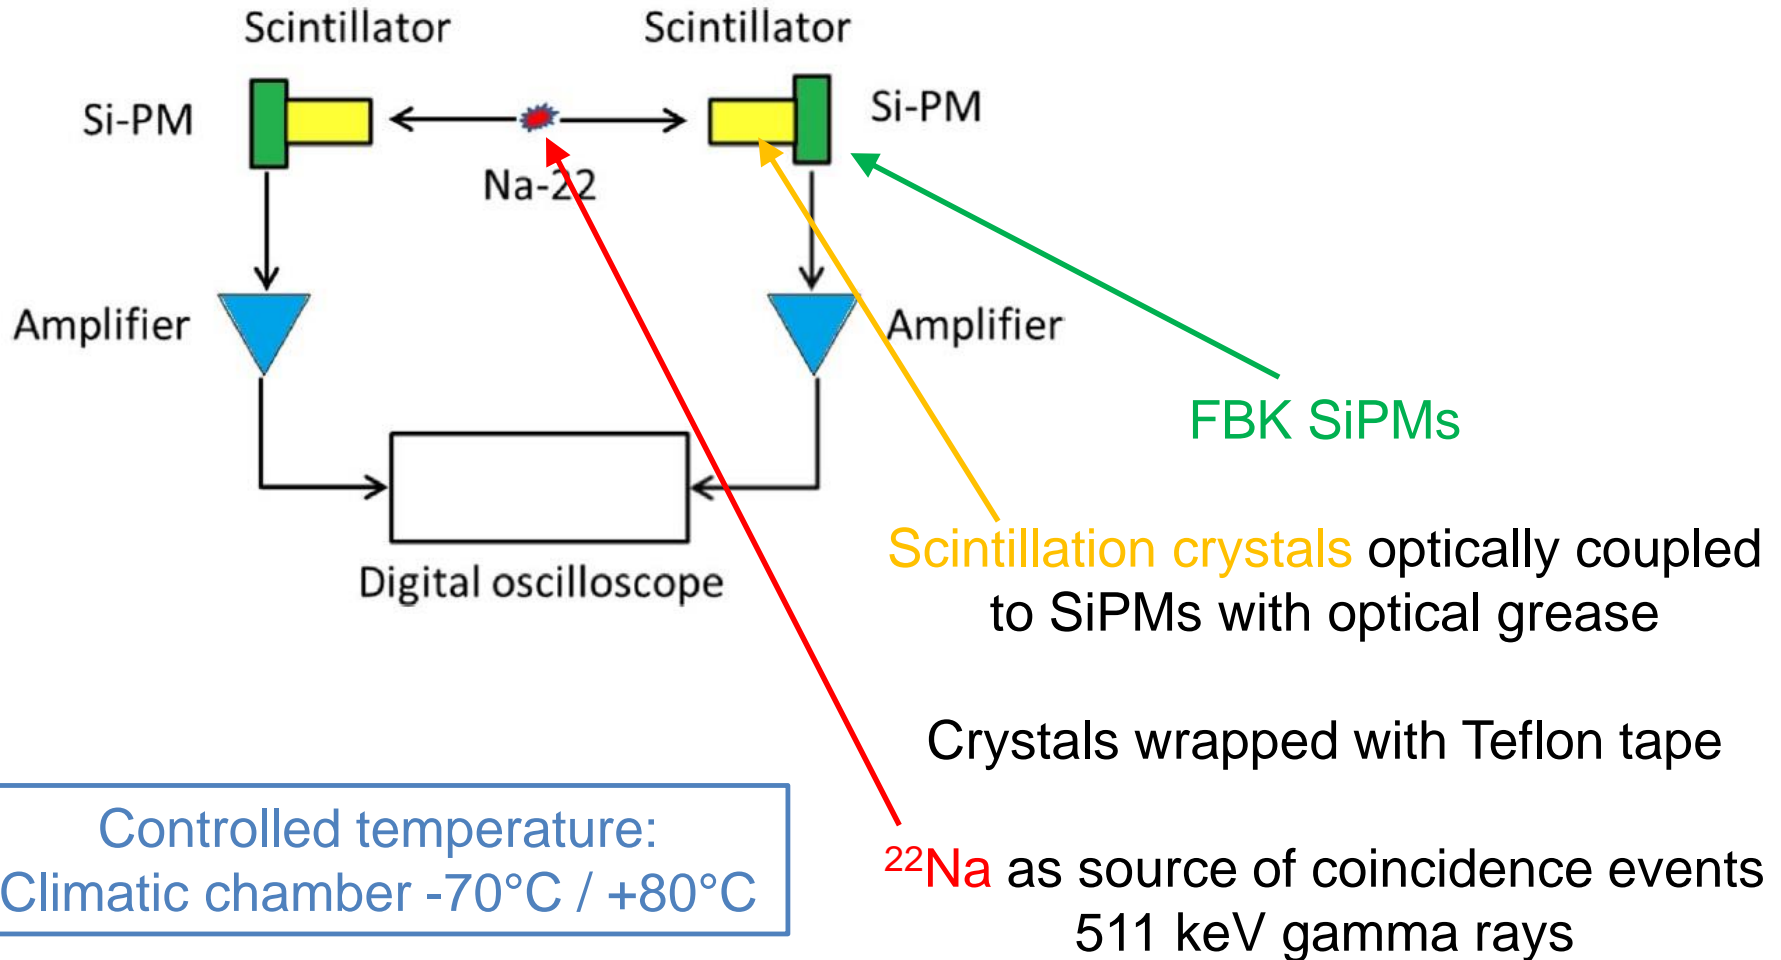 Scintillator
Scintillator
Si-PM
Si-PM
Na-22
Amplifier
Amplifier
FBK SiPMs
Digital oscilloscope
Scintillation crystals optically coupled
to SiPMs with optical grease
Crystals wrapped with Teflon tape
Controlled temperature:
Climatic chamber -70°C / +80°C
²²Na as source of coincidence events
511 keV gamma rays